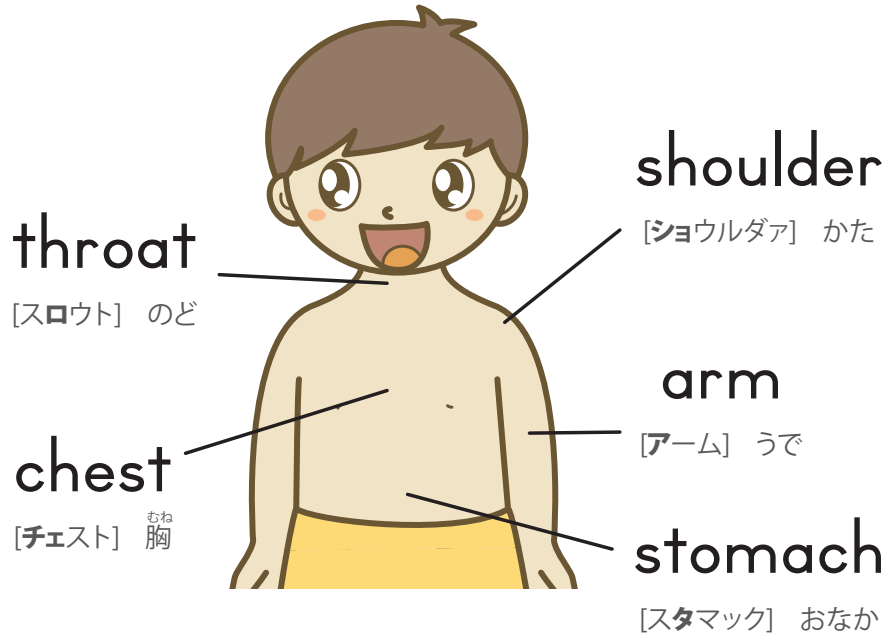 throat
[スロウト] のど
chest
むね
[チェスト] 胸
shoulder
[ショウルダァ] かた
arm
[アーム] うで
stomach
[スタマック] おなか